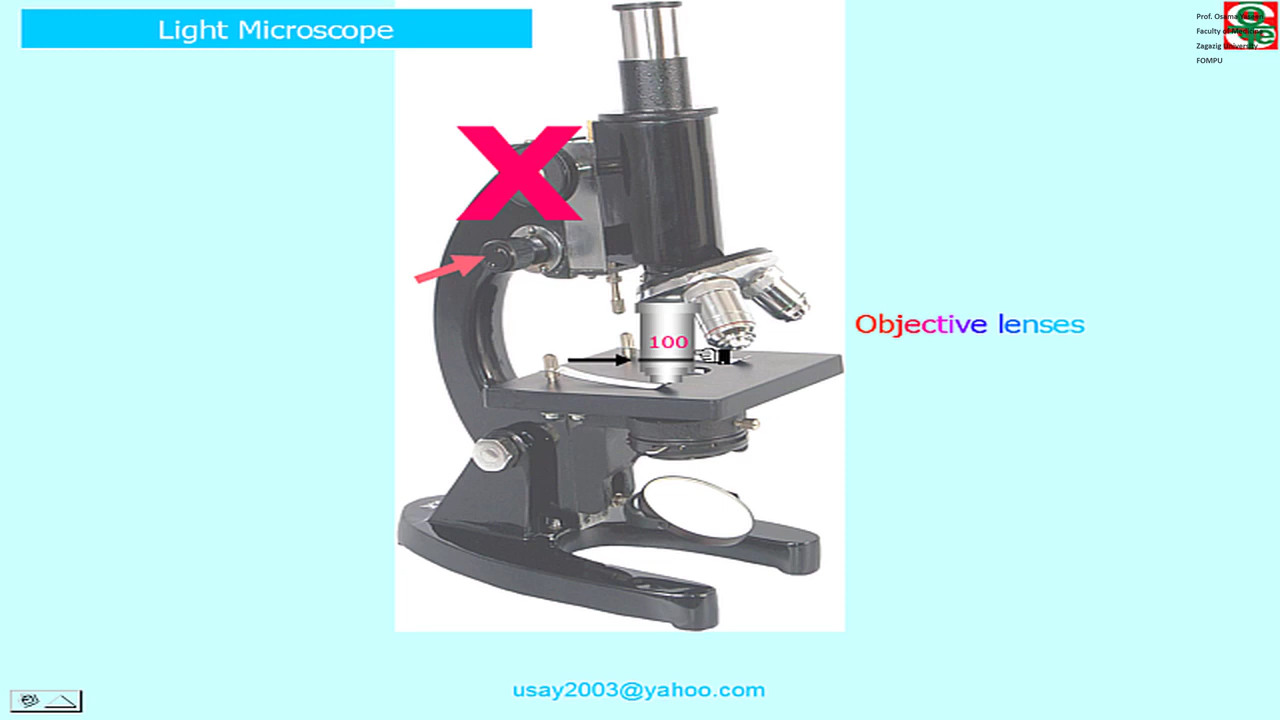 Light Microscope
Prof. Osama
Faculty of Medicine
Zagazig University
FOMPU
X
100
Objective lenses
usay2003@yahoo.com